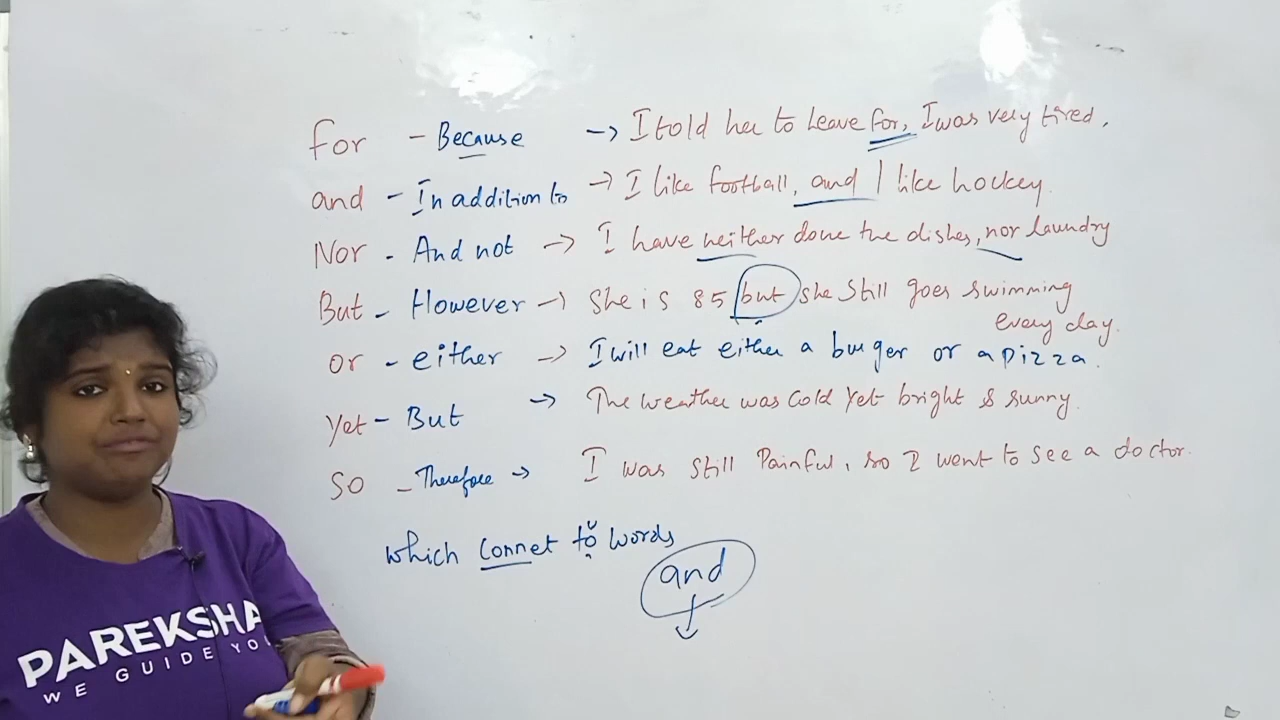 For - Because -> I told her to leave for, I was very tired.
and - In addition to -> I like football, and I like hockey.
Nor - And not -> I have neither done the dishes, nor laundry
But - However -> She is 85 but she still goes swimming
every day.
or - either -> I will eat either a burger or a pizza.
Yet - But -> The weather was cold yet bright & sunny.
So - Therefore -> I was still Painful, so I went to see a doctor.
which connet to words
and
PAREKSHA
WE GUIDE YO